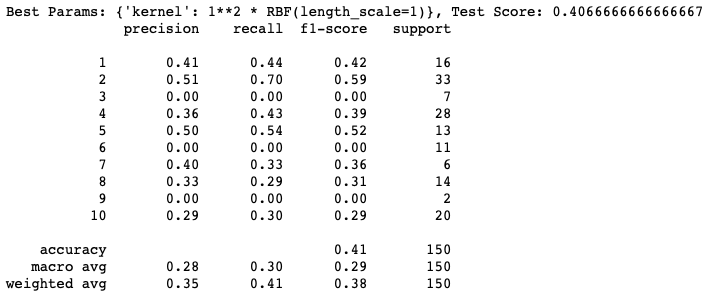 Best Params: {'kernel': 1**2 * RBF(length_scale=1)}, Test Score: 0.4066666666666667
precision recall f1-score support
1 0.41 0.44 0.42 16
2 0.51 0.70 0.59 33
3 0.00 0.00 0.00 7
4 0.36 0.43 0.39 28
5 0.50 0.54 0.52 13
6 0.00 0.00 0.00 11
7 0.40 0.33 0.36 6
8 0.33 0.29 0.31 14
9 0.00 0.00 0.00 2
10 0.29 0.30 0.29 20
accuracy 0.41 150
macro avg 0.28 0.30 0.29 150
weighted avg 0.35 0.41 0.38 150